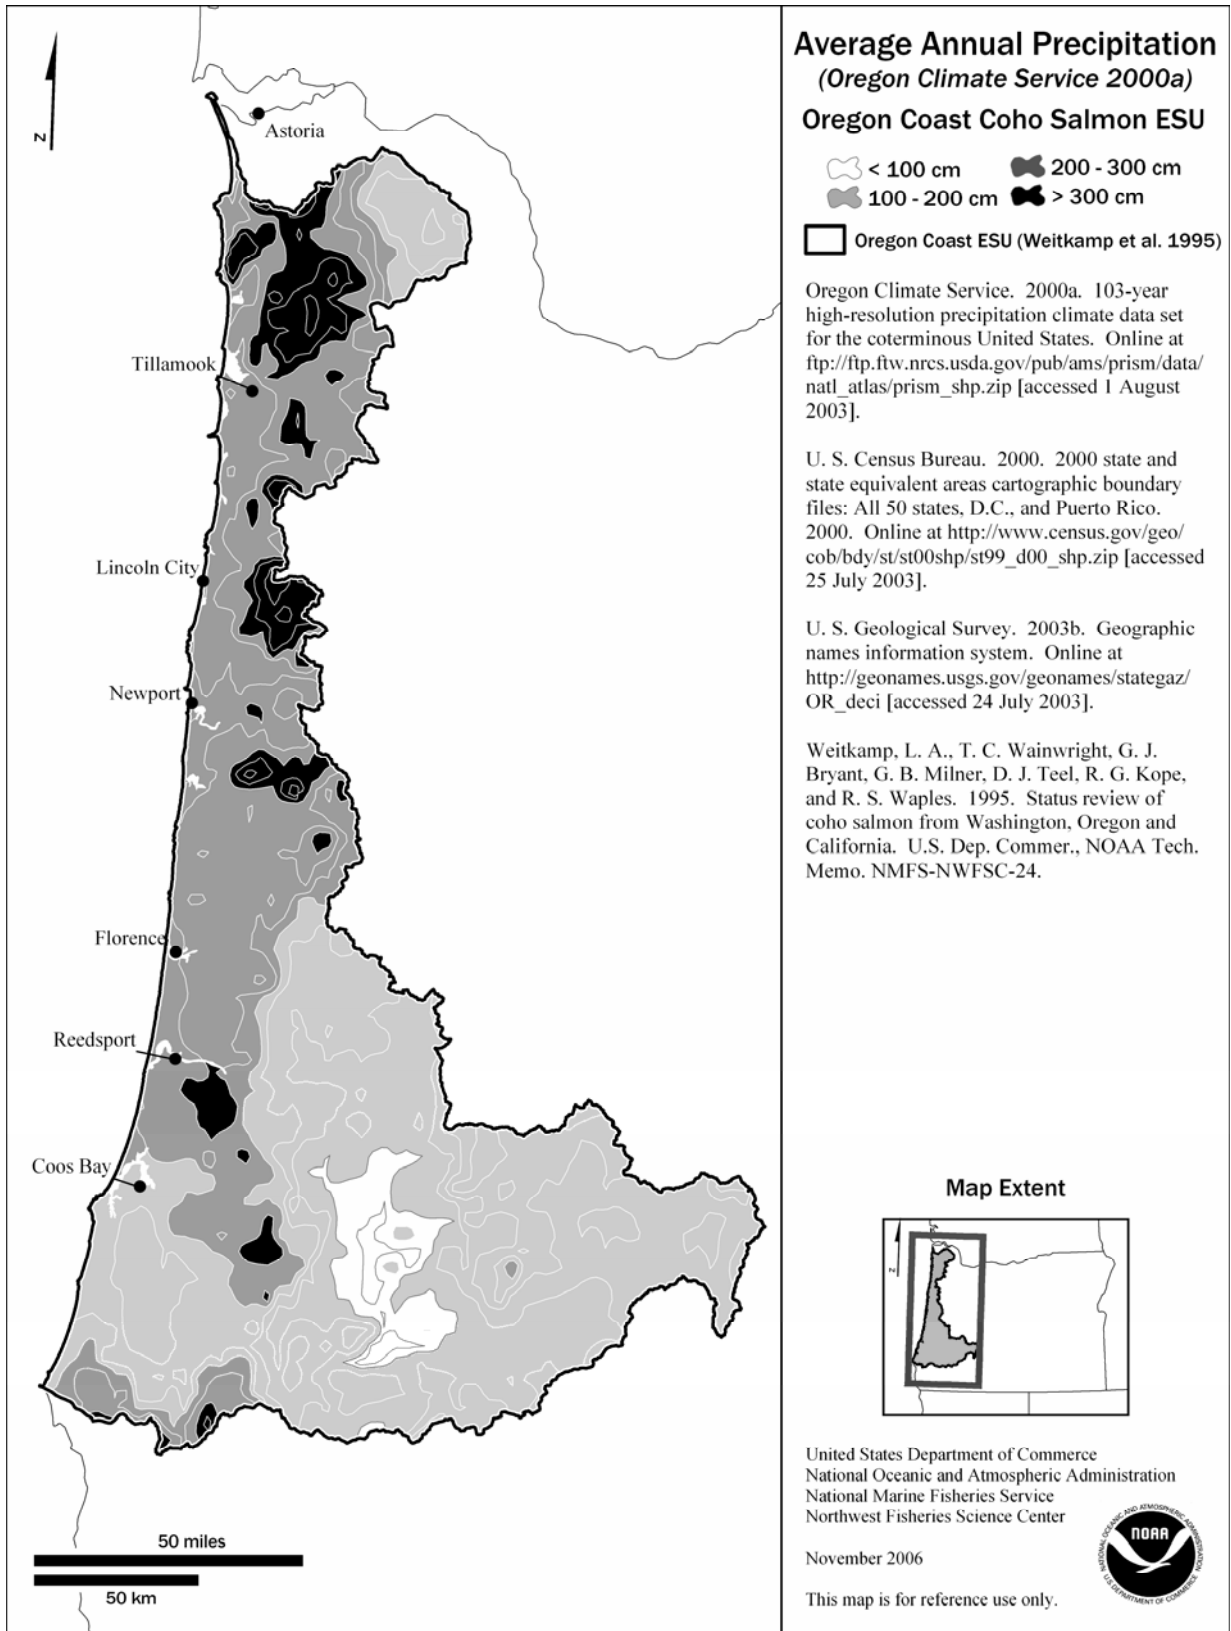 Average Annual Precipitation
(Oregon Climate Service 2000a)
Oregon Coast Coho Salmon ESU
< 100 cm
200 - 300 cm
100 - 200 cm
> 300 cm
Oregon Coast ESU (Weitkamp et al. 1995)
Oregon Climate Service. 2000a. 103-year
high-resolution precipitation climate data set
for the coterminous United States. Online at
ftp://ftp.ftw.nrcs.usda.gov/pub/ams/prism/data/
natl_atlas/prism_shp.zip [accessed 1 August
2003].
U. S. Census Bureau. 2000. 2000 state and
state equivalent areas cartographic boundary
files: All 50 states, D.C., and Puerto Rico.
2000. Online at http://www.census.gov/geo/
cob/bdy/st/st00shp/st99_d00_shp.zip [accessed
25 July 2003].
U. S. Geological Survey. 2003b. Geographic
names information system. Online at
http://geonames.usgs.gov/geonames/stategaz/
OR_deci [accessed 24 July 2003].
Weitkamp, L. A., T. C. Wainwright, G. J.
Bryant, G. B. Milner, D. J. Teel, R. G. Kope,
and R. S. Waples. 1995. Status review of
coho salmon from Washington, Oregon and
California. U.S. Dep. Commer., NOAA Tech.
Memo. NMFS-NWFSC-24.
Map Extent
N
United States Department of Commerce
National Oceanic and Atmospheric Administration
National Marine Fisheries Service
Northwest Fisheries Science Center
November 2006
This map is for reference use only.
NATIONAL OCEANIC AND ATMOSPHERIC ADMINISTRATION
NOAA
U.S. DEPARTMENT OF COMMERCE
N
Astoria
Tillamook
Lincoln City
Newport
Florence
Reedsport
Coos Bay
50 miles
50 km